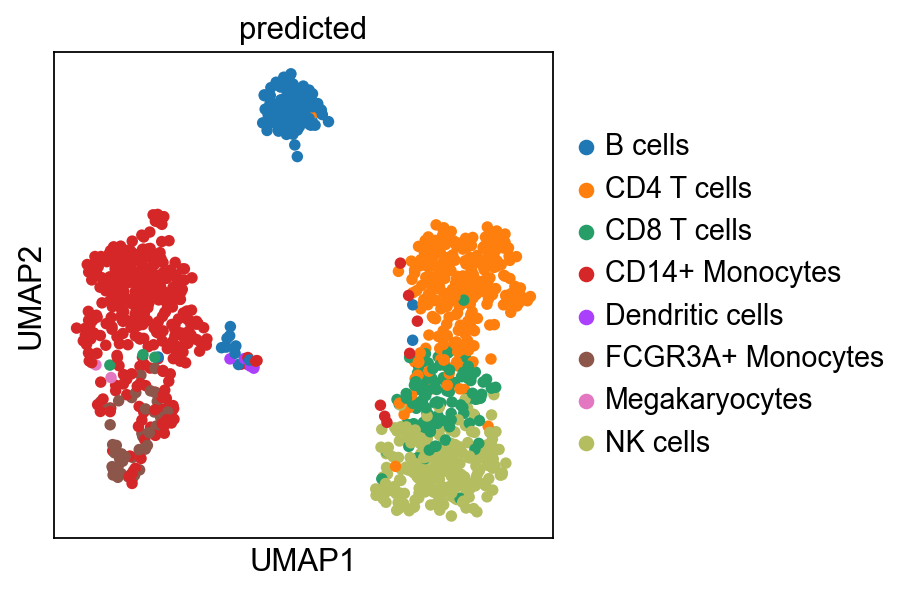 predicted
UMAP2
UMAP1
B cells
CD4 T cells
CD8 T cells
CD14+ Monocytes
Dendritic cells
FCGR3A+ Monocytes
Megakaryocytes
NK cells